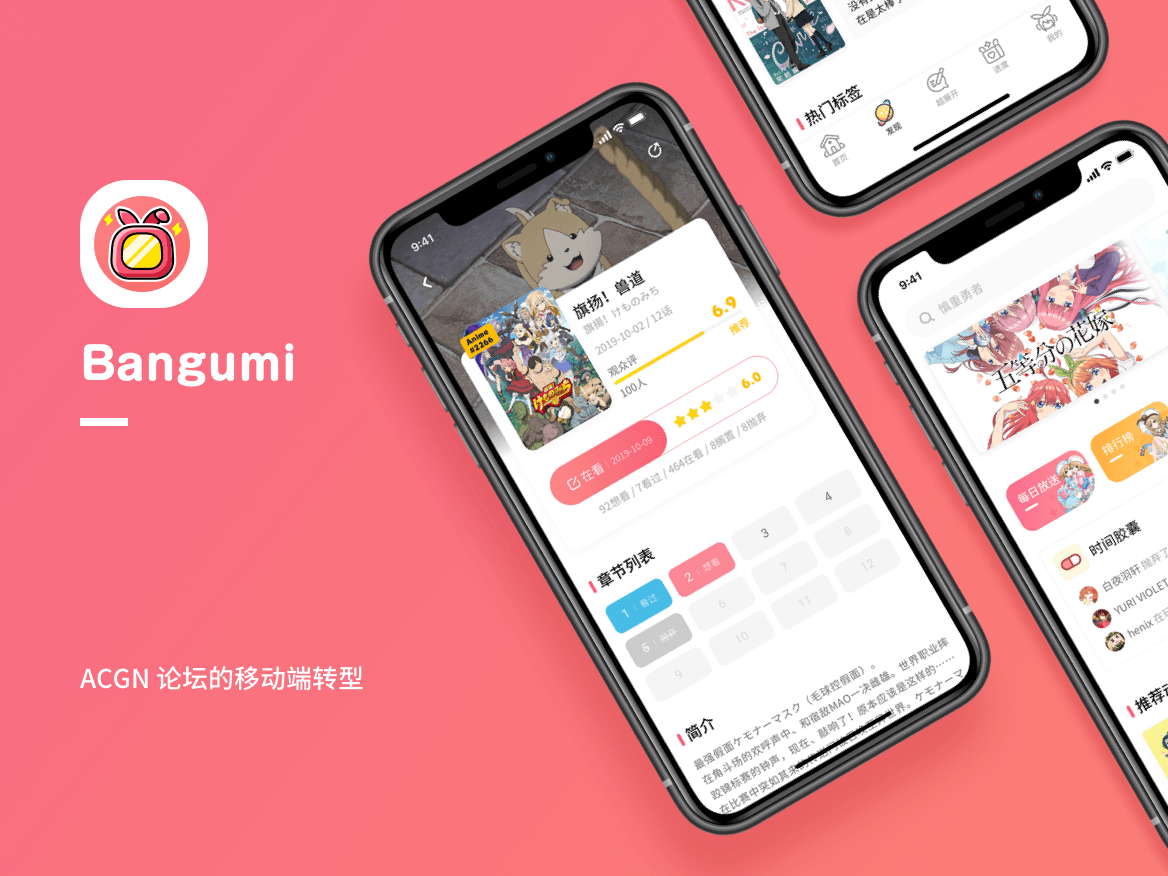 Bangumi
ACGN 论坛的移动端转型
9:41
Anime
#2266
旗扬！兽道
旗揚！けものみち
2019-10-02 / 12话
6.9
推荐
观众评
100人
けものみち
在看 | 2019-10-09
6.0
92想看 / 7看过 / 464在看 / 8搁置 / 8抛弃
章节列表
1 | 看过
2 | 想看
3
4
5
6
7
8
9
10
11
12
简介
最强假面ケモナーマスク（毛球控假面）。
在角斗场的欢呼声中、和宿敌MAO一决雌雄。世界职业摔
跤锦标赛的钟声，现在、敲响了！原本应该是这样的……
在比赛中突如其来的
世界。ケモナーマ
没有
在是大棒
热门标签
首页
发现
超展开
进度
我的
9:41
慎重勇者
五等分の花嫁
每日放送
排行榜
时间胶囊
白夜羽轩 抛弃了
YURI VIOLET
henix 在玩
推荐动